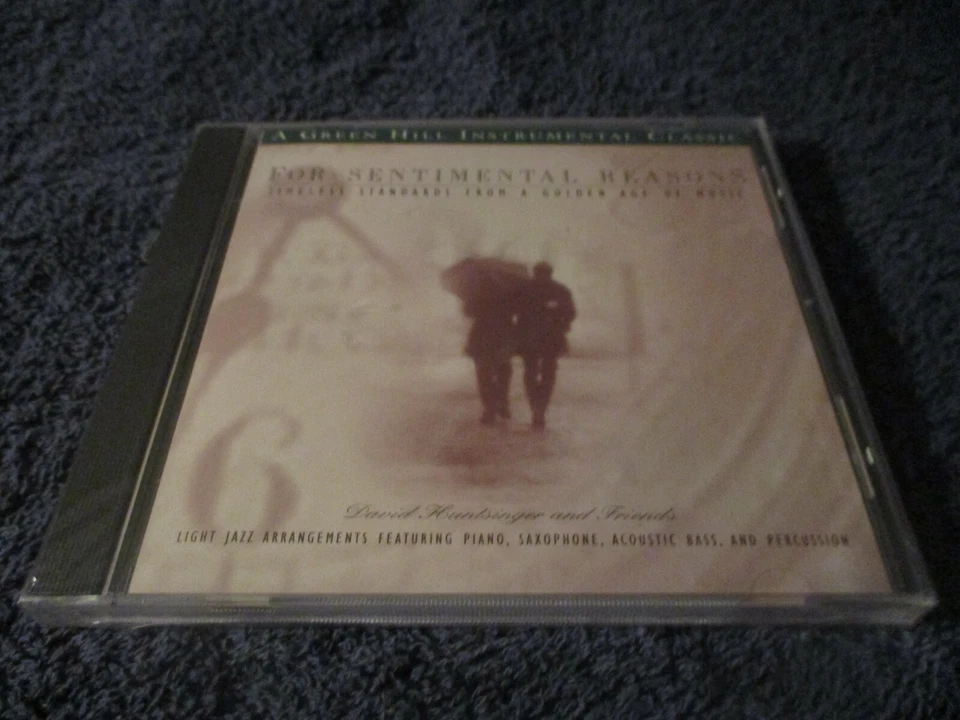 A GREEN HILL INSTRUMENTAL CLASSIC
FOR SENTIMENTAL REASONS
TIMELESS STANDARDS FROM A GOLDEN AGE OF MUSIC
6
David Huntsinger and Friends
LIGHT JAZZ ARRANGEMENTS FEATURING PIANO, SAXOPHONE, ACOUSTIC BASS, AND PERCUSSION